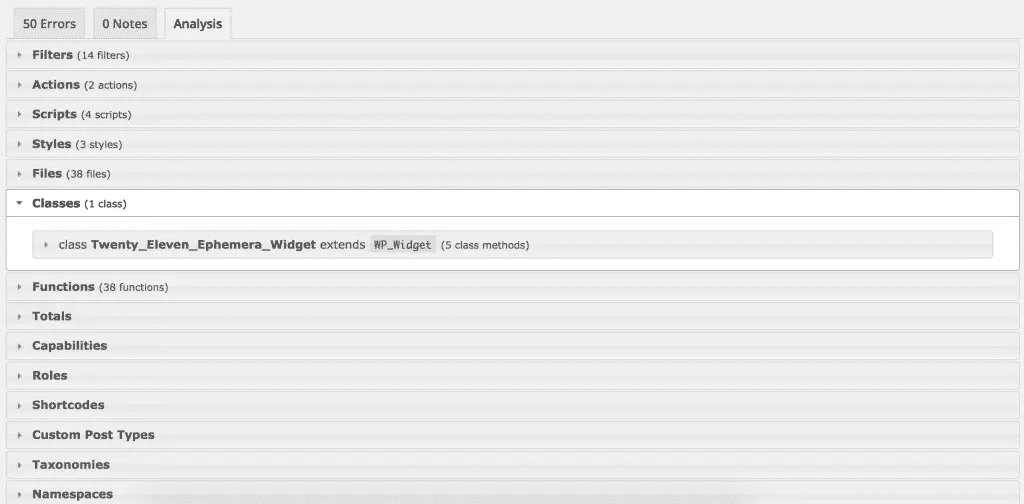 50 Errors 0 Notes Analysis
Filters (14 filters)
Actions (2 actions)
Scripts (4 scripts)
Styles (3 styles)
Files (38 files)
Classes (1 class)
class Twenty_Eleven_Ephemera_Widget extends WP_Widget (5 class methods)
Functions (38 functions)
Totals
Capabilities
Roles
Shortcodes
Custom Post Types
Taxonomies
Namespaces